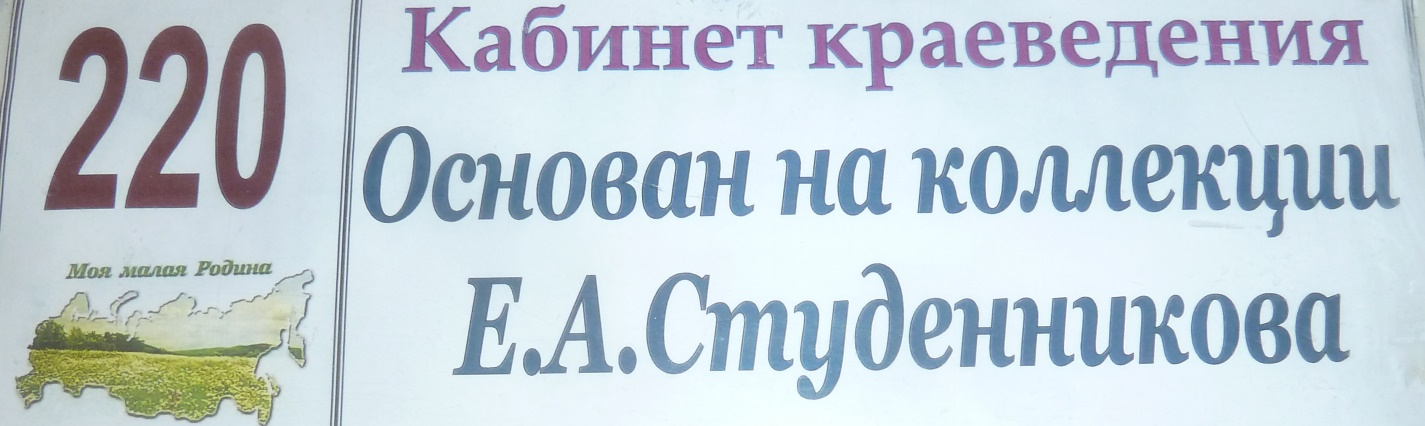 220
Моя малая Родина
Кабинет краеведения
Основан на коллекции
Е.А.Студенникова